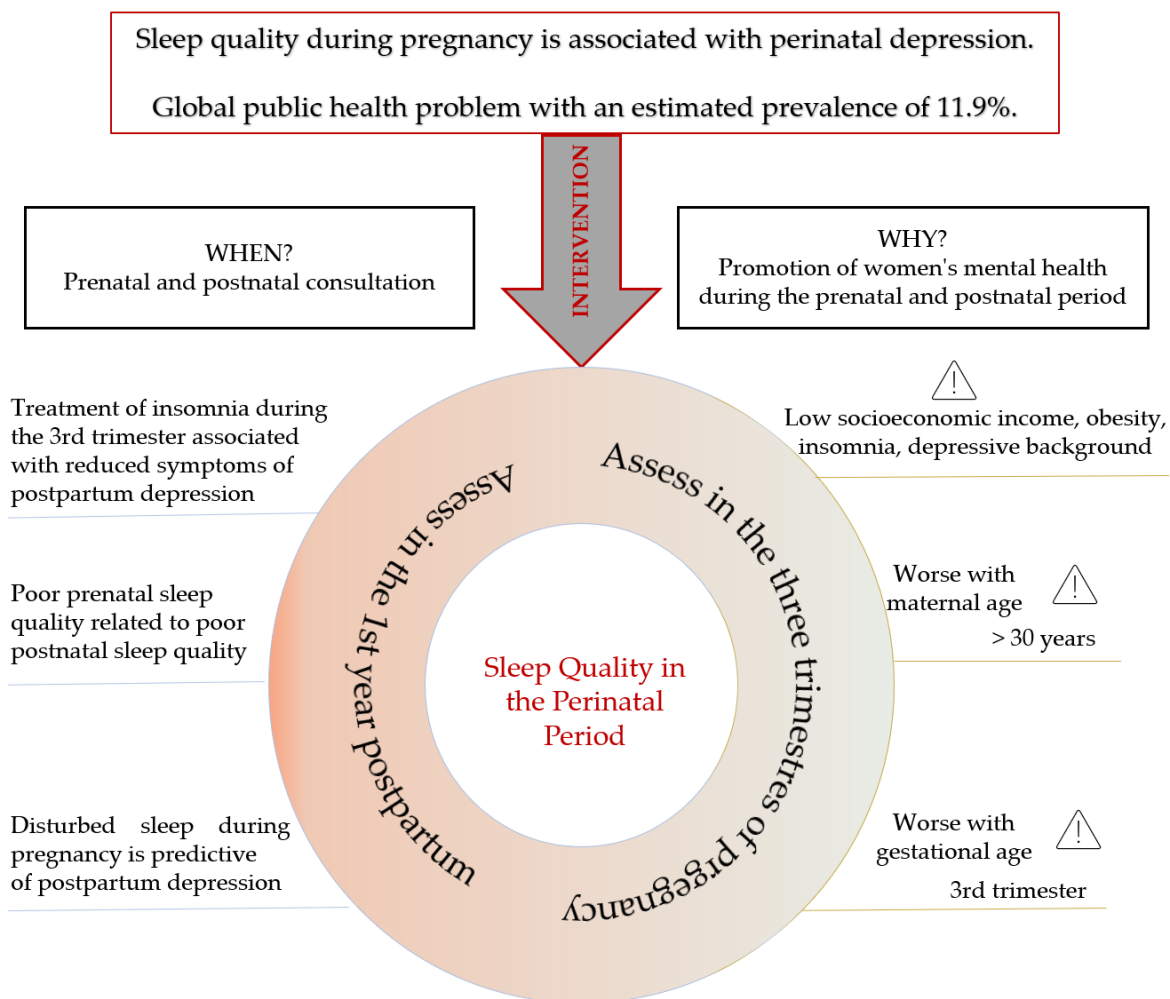 Sleep quality during pregnancy is associated with perinatal depression.
Global public health problem with an estimated prevalence of 11.9%.
INTERVENTION
WHEN?
Prenatal and postnatal consultation
WHY?
Promotion of women's mental health
during the prenatal and postnatal period
Treatment of insomnia during
the 3rd trimester associated
with reduced symptoms of
postpartum depression
Poor prenatal sleep
quality related to poor
postnatal sleep quality
Disturbed sleep during
pregnancy is predictive
of postpartum depression
Assess in the 1st year postpartum
Sleep Quality in
the Perinatal
Period
Assess in the three trimestres of prgegnancy
Low socioeconomic income, obesity,
insomnia, depressive background
Worse with
maternal age
> 30 years
Worse with
gestational age
3rd trimester